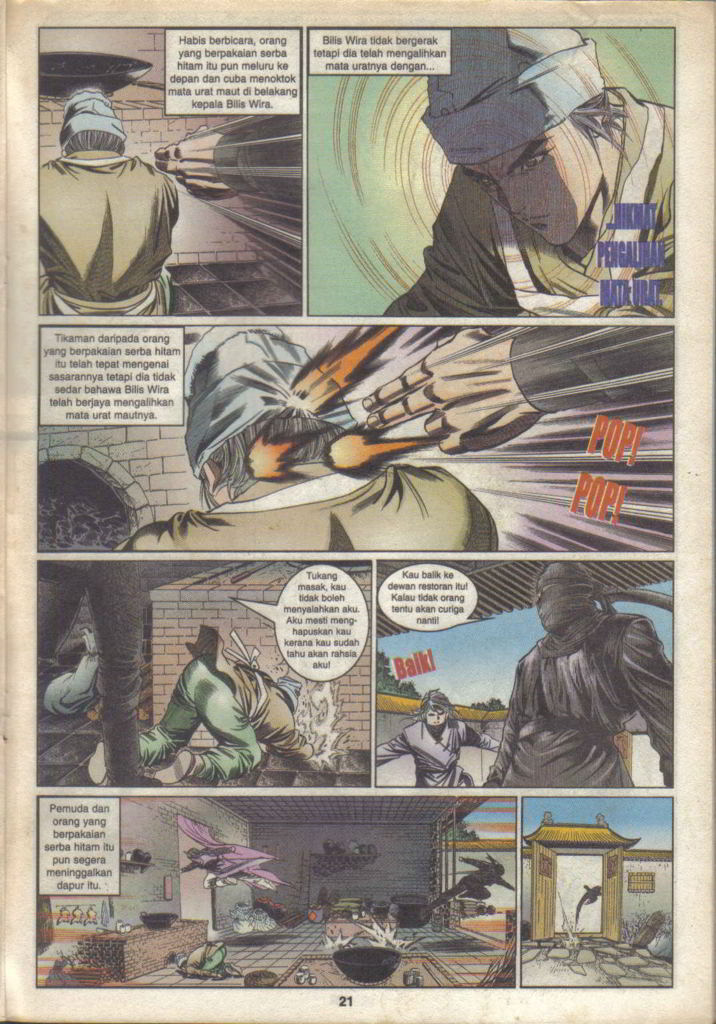 Habis berbicara, orang
yang berpakaian serba
hitam itu pun meluru ke
depan dan cuba menoktok
mata urat maut di belakang
kepala Bilis Wira.
Bilis Wira tidak bergerak
tetapi dia telah mengalihkan
mata uratnya dengan...
...HIKMAT
PENGALIHAN
MATA URAT.
Tikaman daripada orang
yang berpakaian serba hitam
itu telah tepat mengenai
sasarannya tetapi dia tidak
sedar bahawa Bilis Wira
telah berjaya mengalihkan
mata urat mautnya.
POP!
POP!
Tukang
masak, kau
tidak boleh
menyalahkan aku.
Aku mesti meng-
hapuskan kau
kerana kau sudah
tahu akan rahsia
aku!
Kau balik ke
dewan restoran itu!
Kalau tidak orang
tentu akan curiga
nanti!
Baik!
Pemuda dan
orang yang
berpakaian
serba hitam itu
pun segera
meninggalkan
dapur itu.
21